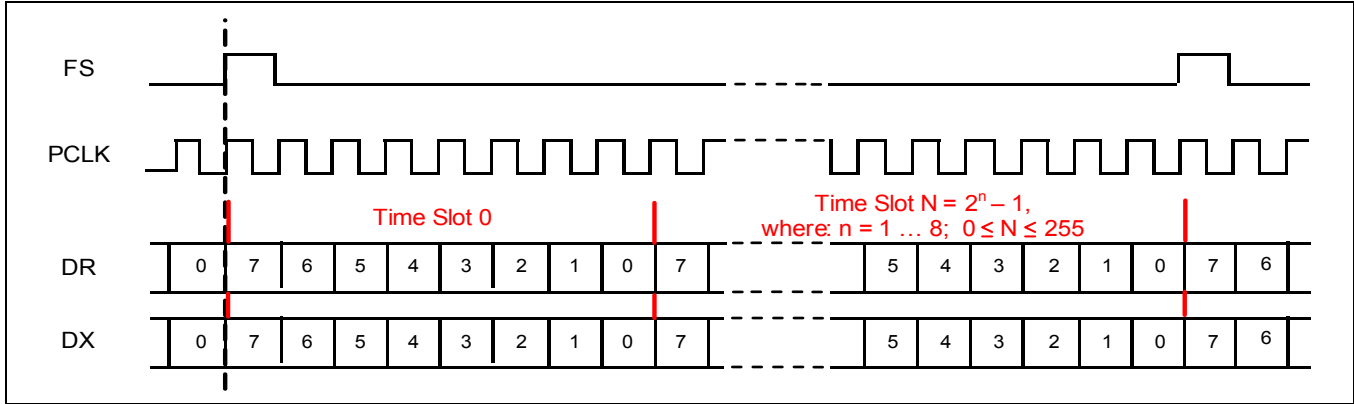 FS
PCLK
Time Slot 0
Time Slot N = 2ⁿ – 1,
where: n = 1 … 8; 0 ≤ N ≤ 255
DR 0 7 6 5 4 3 2 1 0 7 5 4 3 2 1 0 7 6
DX 0 7 6 5 4 3 2 1 0 7 5 4 3 2 1 0 7 6